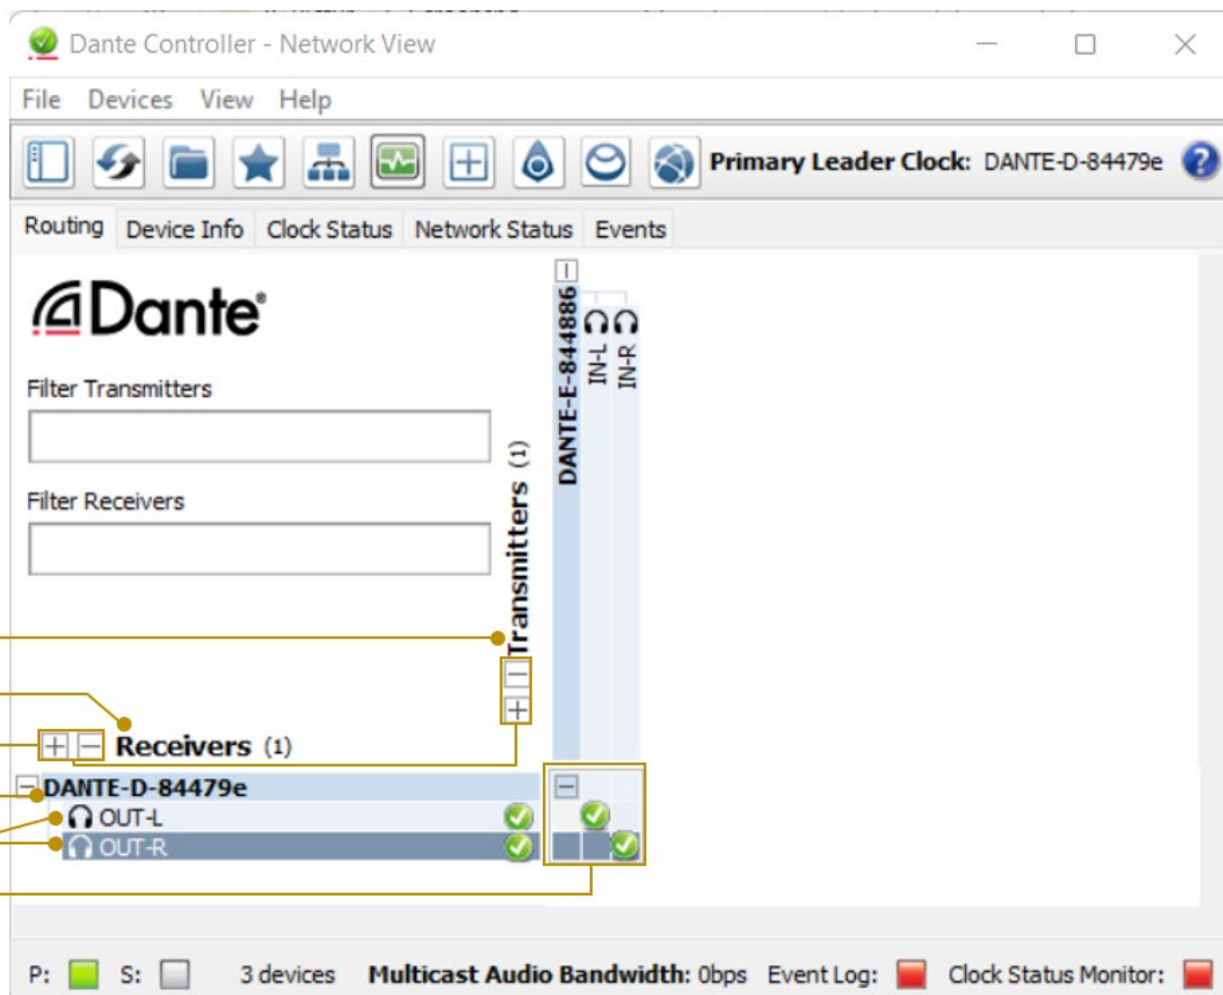 Dante Controller - Network View
File Devices View Help
Primary Leader Clock: DANTE-D-84479e ?
Routing Device Info Clock Status Network Status Events
Dante®
Filter Transmitters
Filter Receivers
Transmitters (1)
DANTE-E-844886
IN-L
IN-R
Receivers (1)
DANTE-D-84479e
OUT-L
OUT-R
P: S: 3 devices Multicast Audio Bandwidth: 0bps Event Log: Clock Status Monitor: